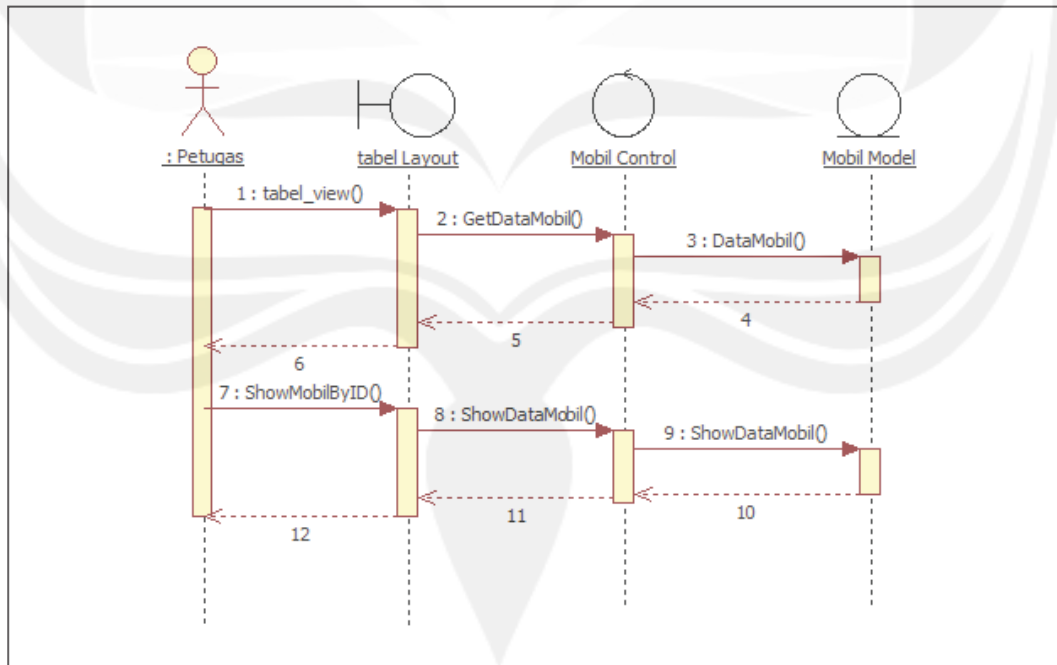 : Petugas
tabel Layout
Mobil Control
Mobil Model
1 : tabel_view()
2 : GetDataMobil()
3 : DataMobil()
4
5
6
7 : ShowMobilByID()
8 : ShowDataMobil()
9 : ShowDataMobil()
10
11
12